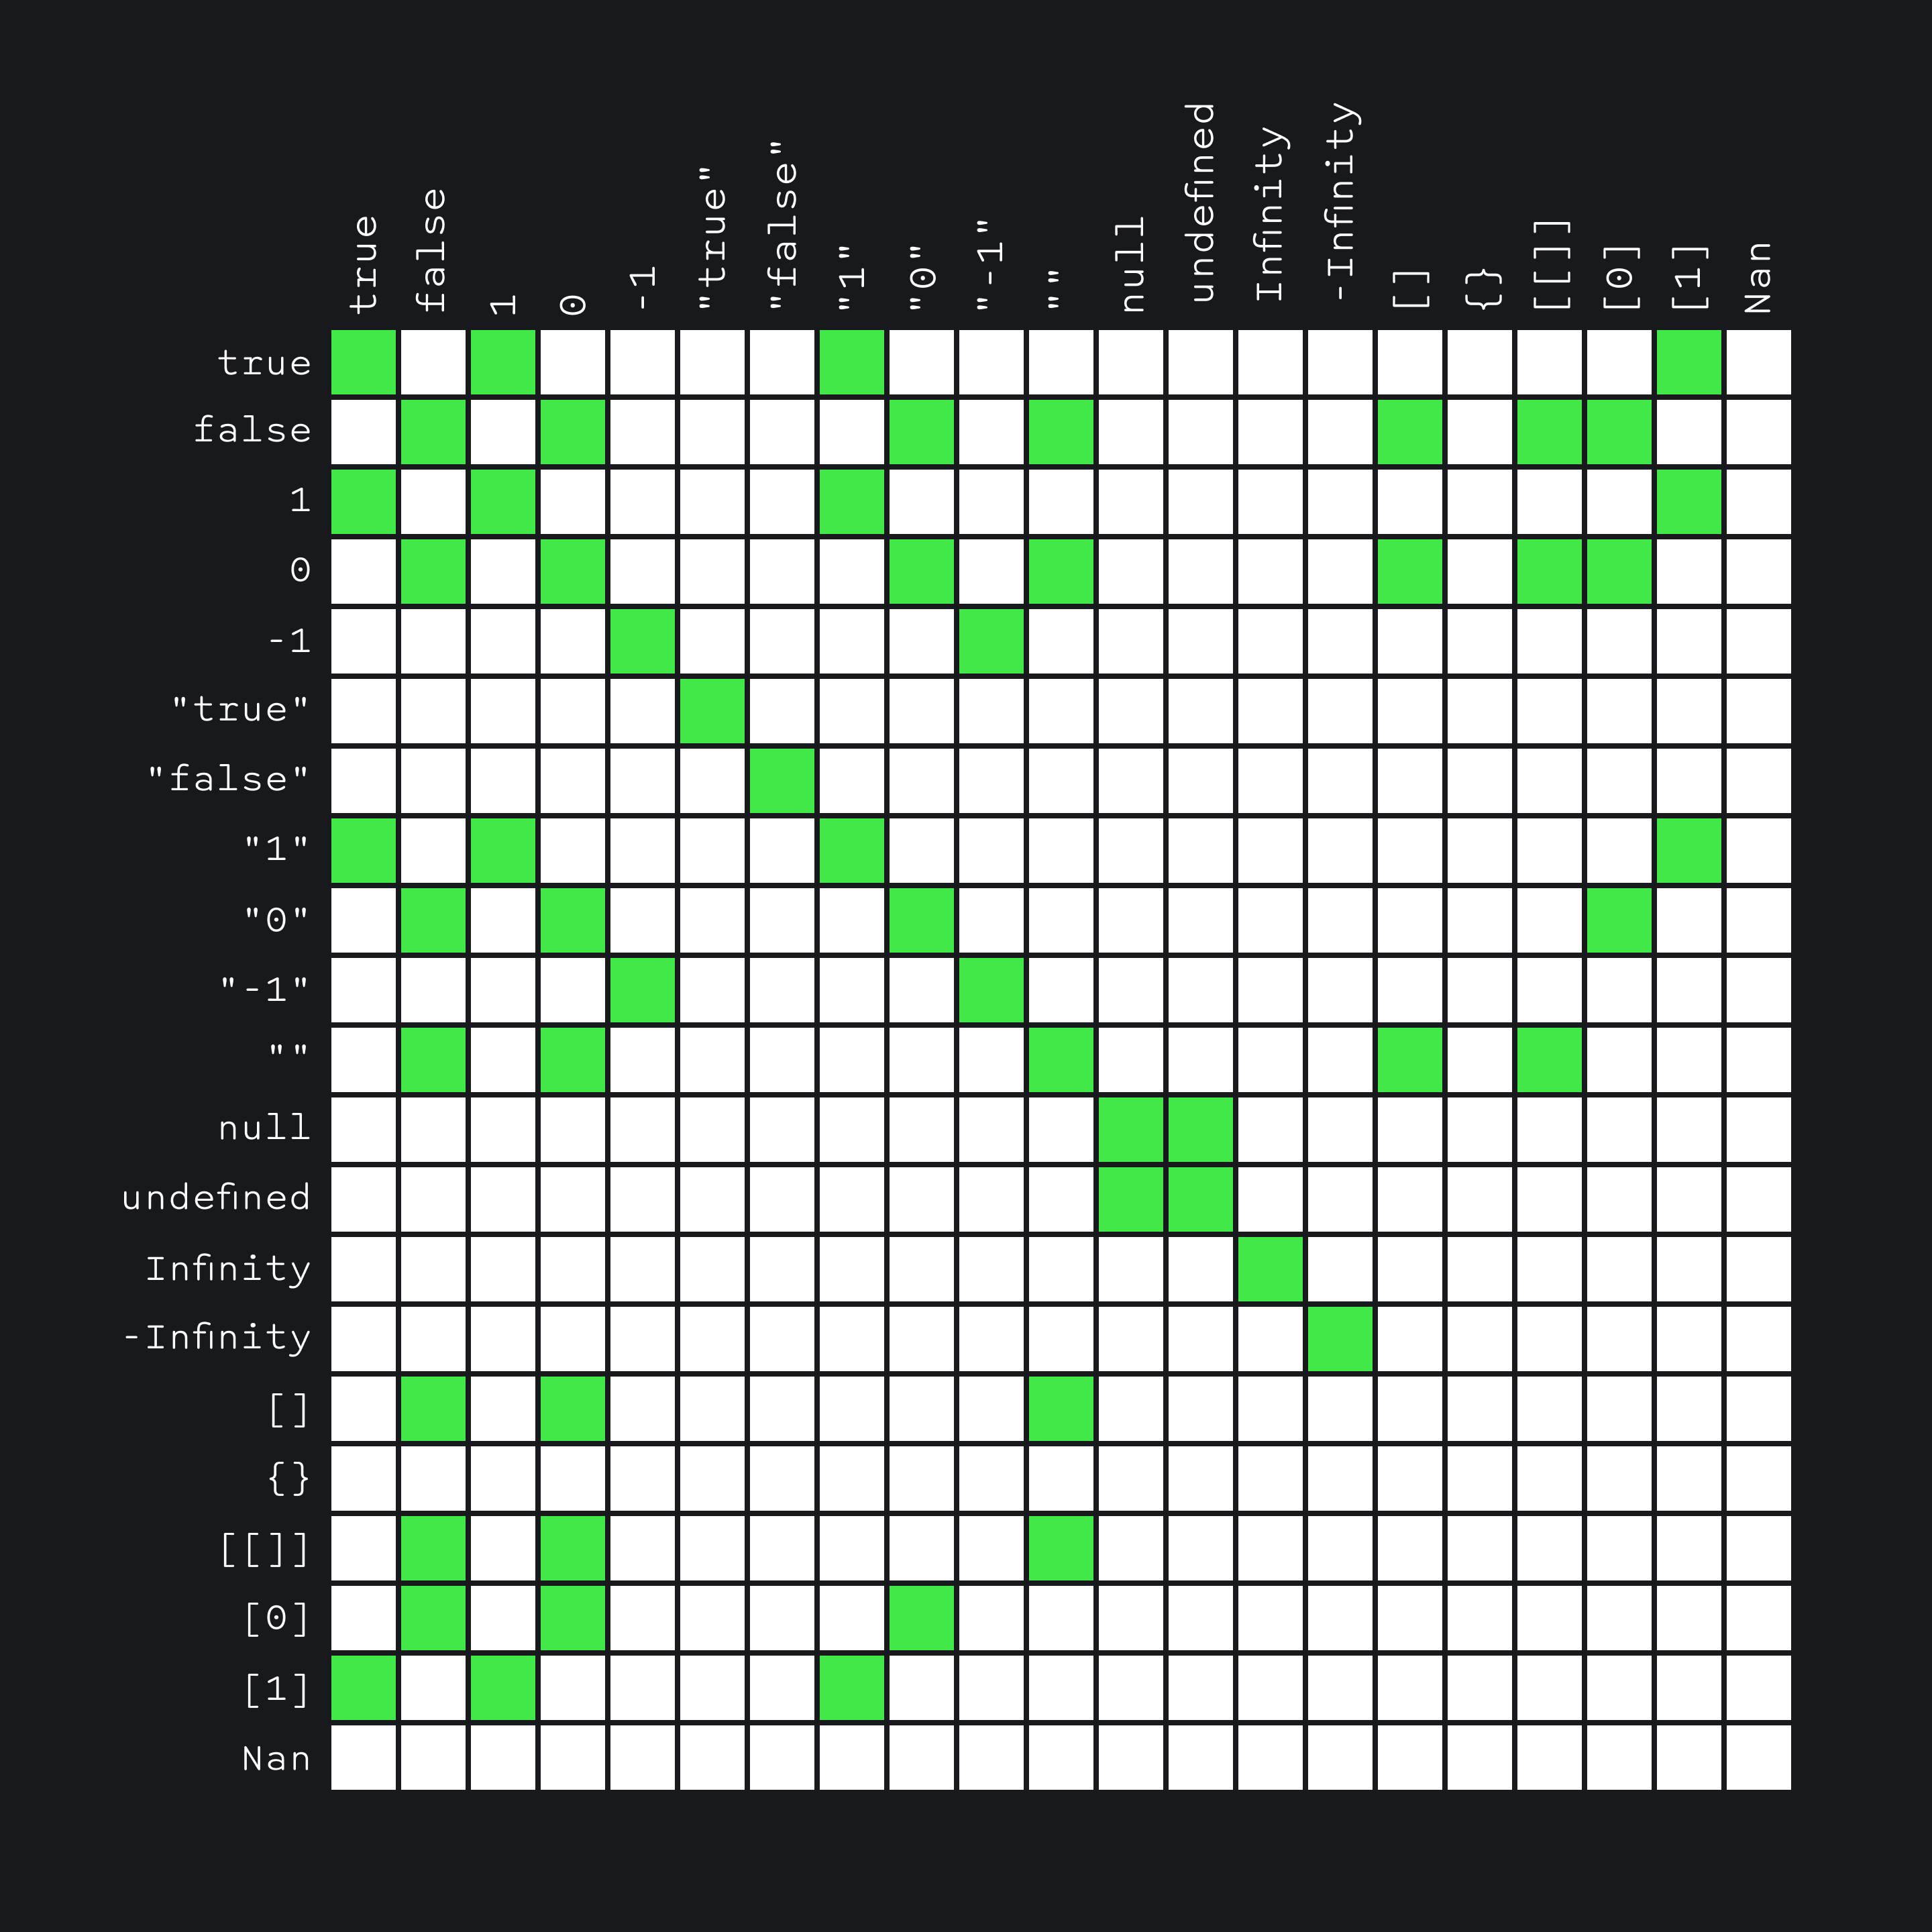 true
false
1
0
-1
"true"
"false"
"1"
"0"
"-1"
""
null
undefined
Infinity
-Infinity
[]
{}
[[]]
[0]
[1]
Nan
true
false
1
0
-1
"true"
"false"
"1"
"0"
"-1"
""
null
undefined
Infinity
-Infinity
[]
{}
[[]]
[0]
[1]
Nan